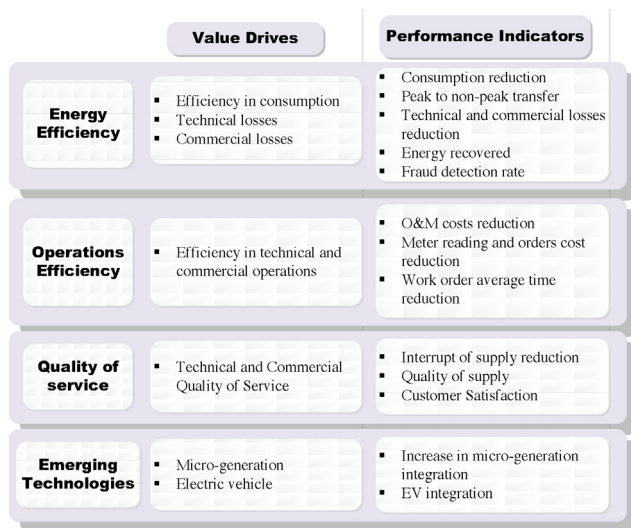 Value Drives
Performance Indicators
Energy
Efficiency
▪ Efficiency in consumption
▪ Technical losses
▪ Commercial losses
▪ Consumption reduction
▪ Peak to non-peak transfer
▪ Technical and commercial losses
reduction
▪ Energy recovered
▪ Fraud detection rate
Operations
Efficiency
▪ Efficiency in technical and
commercial operations
▪ O&M costs reduction
▪ Meter reading and orders cost
reduction
▪ Work order average time
reduction
Quality of
service
▪ Technical and Commercial
Quality of Service
▪ Interrupt of supply reduction
▪ Quality of supply
▪ Customer Satisfaction
Emerging
Technologies
▪ Micro-generation
▪ Electric vehicle
▪ Increase in micro-generation
integration
▪ EV integration